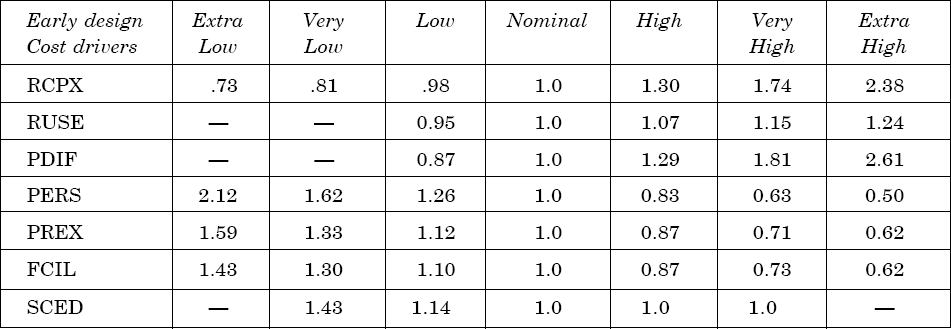 Early design Extra Very Low Nominal High Very Extra
Cost drivers Low Low High High
RCPX .73 .81 .98 1.0 1.30 1.74 2.38
RUSE — — 0.95 1.0 1.07 1.15 1.24
PDIF — — 0.87 1.0 1.29 1.81 2.61
PERS 2.12 1.62 1.26 1.0 0.83 0.63 0.50
PREX 1.59 1.33 1.12 1.0 0.87 0.71 0.62
FCIL 1.43 1.30 1.10 1.0 0.87 0.73 0.62
SCED — 1.43 1.14 1.0 1.0 1.0 —